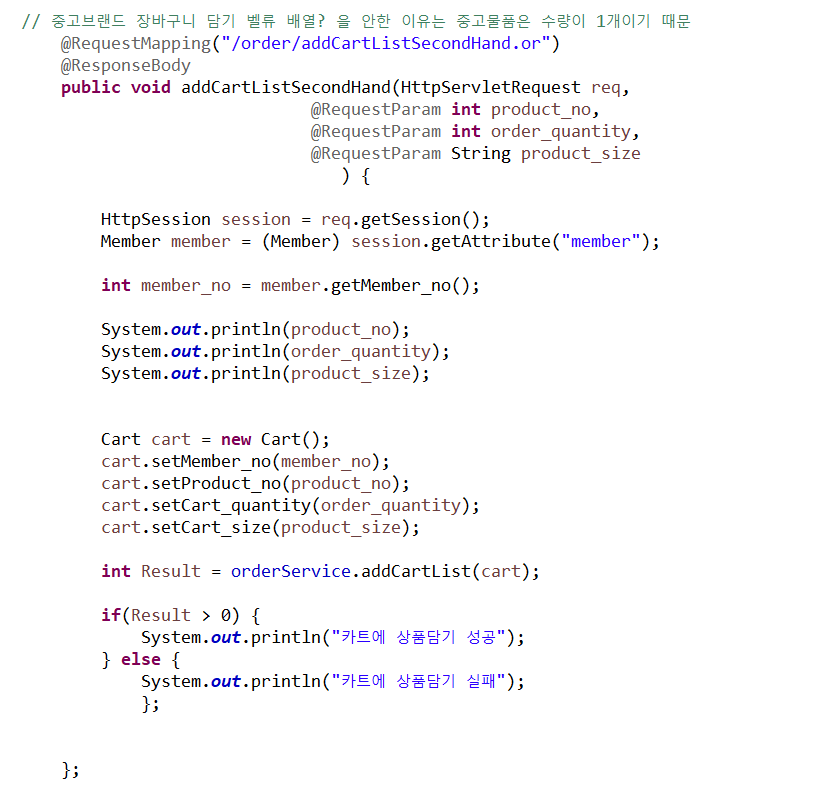 // 중고브랜드 장바구니 담기 벨류 배열? 을 안한 이유는 중고물품은 수량이 1개이기 때문
@RequestMapping("/order/addCartListSecondHand.or")
@ResponseBody
public void addCartListSecondHand(HttpServletRequest req,
@RequestParam int product_no,
@RequestParam int order_quantity,
@RequestParam String product_size
) {
HttpSession session = req.getSession();
Member member = (Member) session.getAttribute("member");
int member_no = member.getMember_no();
System.out.println(product_no);
System.out.println(order_quantity);
System.out.println(product_size);
Cart cart = new Cart();
cart.setMember_no(member_no);
cart.setProduct_no(product_no);
cart.setCart_quantity(order_quantity);
cart.setCart_size(product_size);
int Result = orderService.addCartList(cart);
if(Result > 0) {
System.out.println("카트에 상품담기 성공");
} else {
System.out.println("카트에 상품담기 실패");
};
};